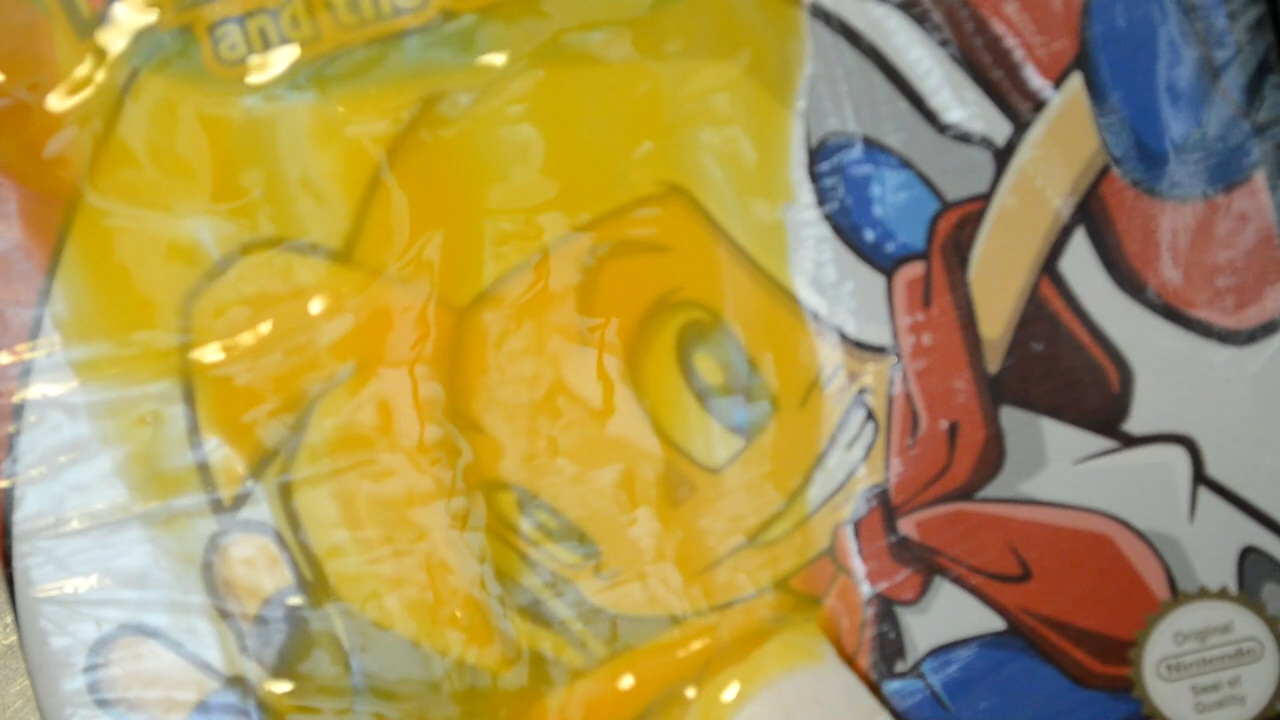 and the
Original
Nintendo
Seal of
Quality